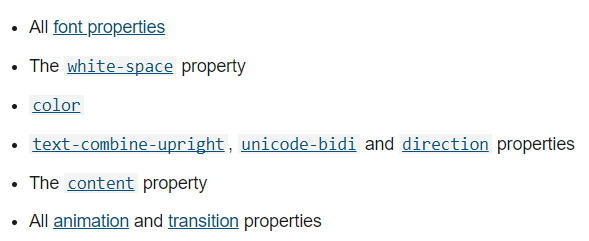 • All font properties
• The white-space property
• color
• text-combine-upright, unicode-bidi and direction properties
• The content property
• All animation and transition properties